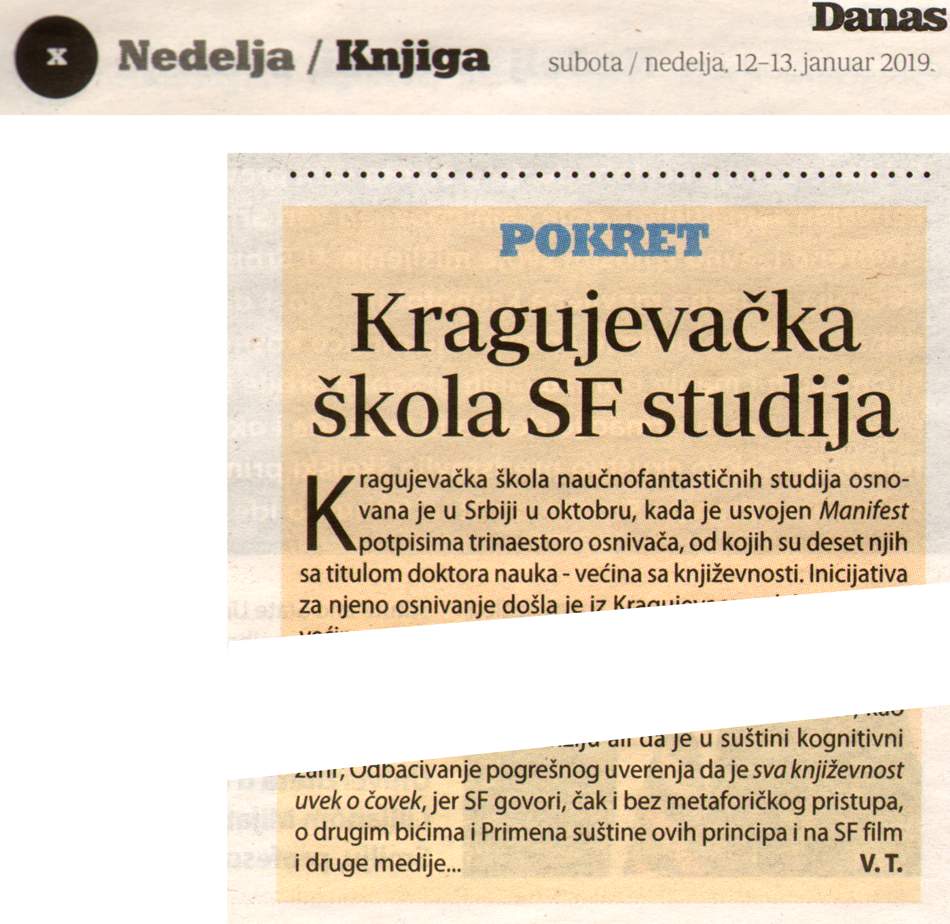 Danas
x Nedelja / Knjiga
subota / nedelja, 12–13. januar 2019.
POKRET
Kragujevačka
škola SF studija
Kragujevačka škola naučnofantastičnih studija osno-
vana je u Srbiji u oktobru, kada je usvojen Manifest
potpisima trinaestoro osnivača, od kojih su deset njih
sa titulom doktora nauka - većina sa književnosti. Inicijativa
za njeno osnivanje došla je iz
ali da je u suštini kognitivni
žanr, Odbacivanje pogrešnog uverenja da je sva književnost
uvek o čovek, jer SF govori, čak i bez metaforičkog pristupa,
o drugim bićima i Primena suštine ovih principa i na SF film
i druge medije...
V. T.